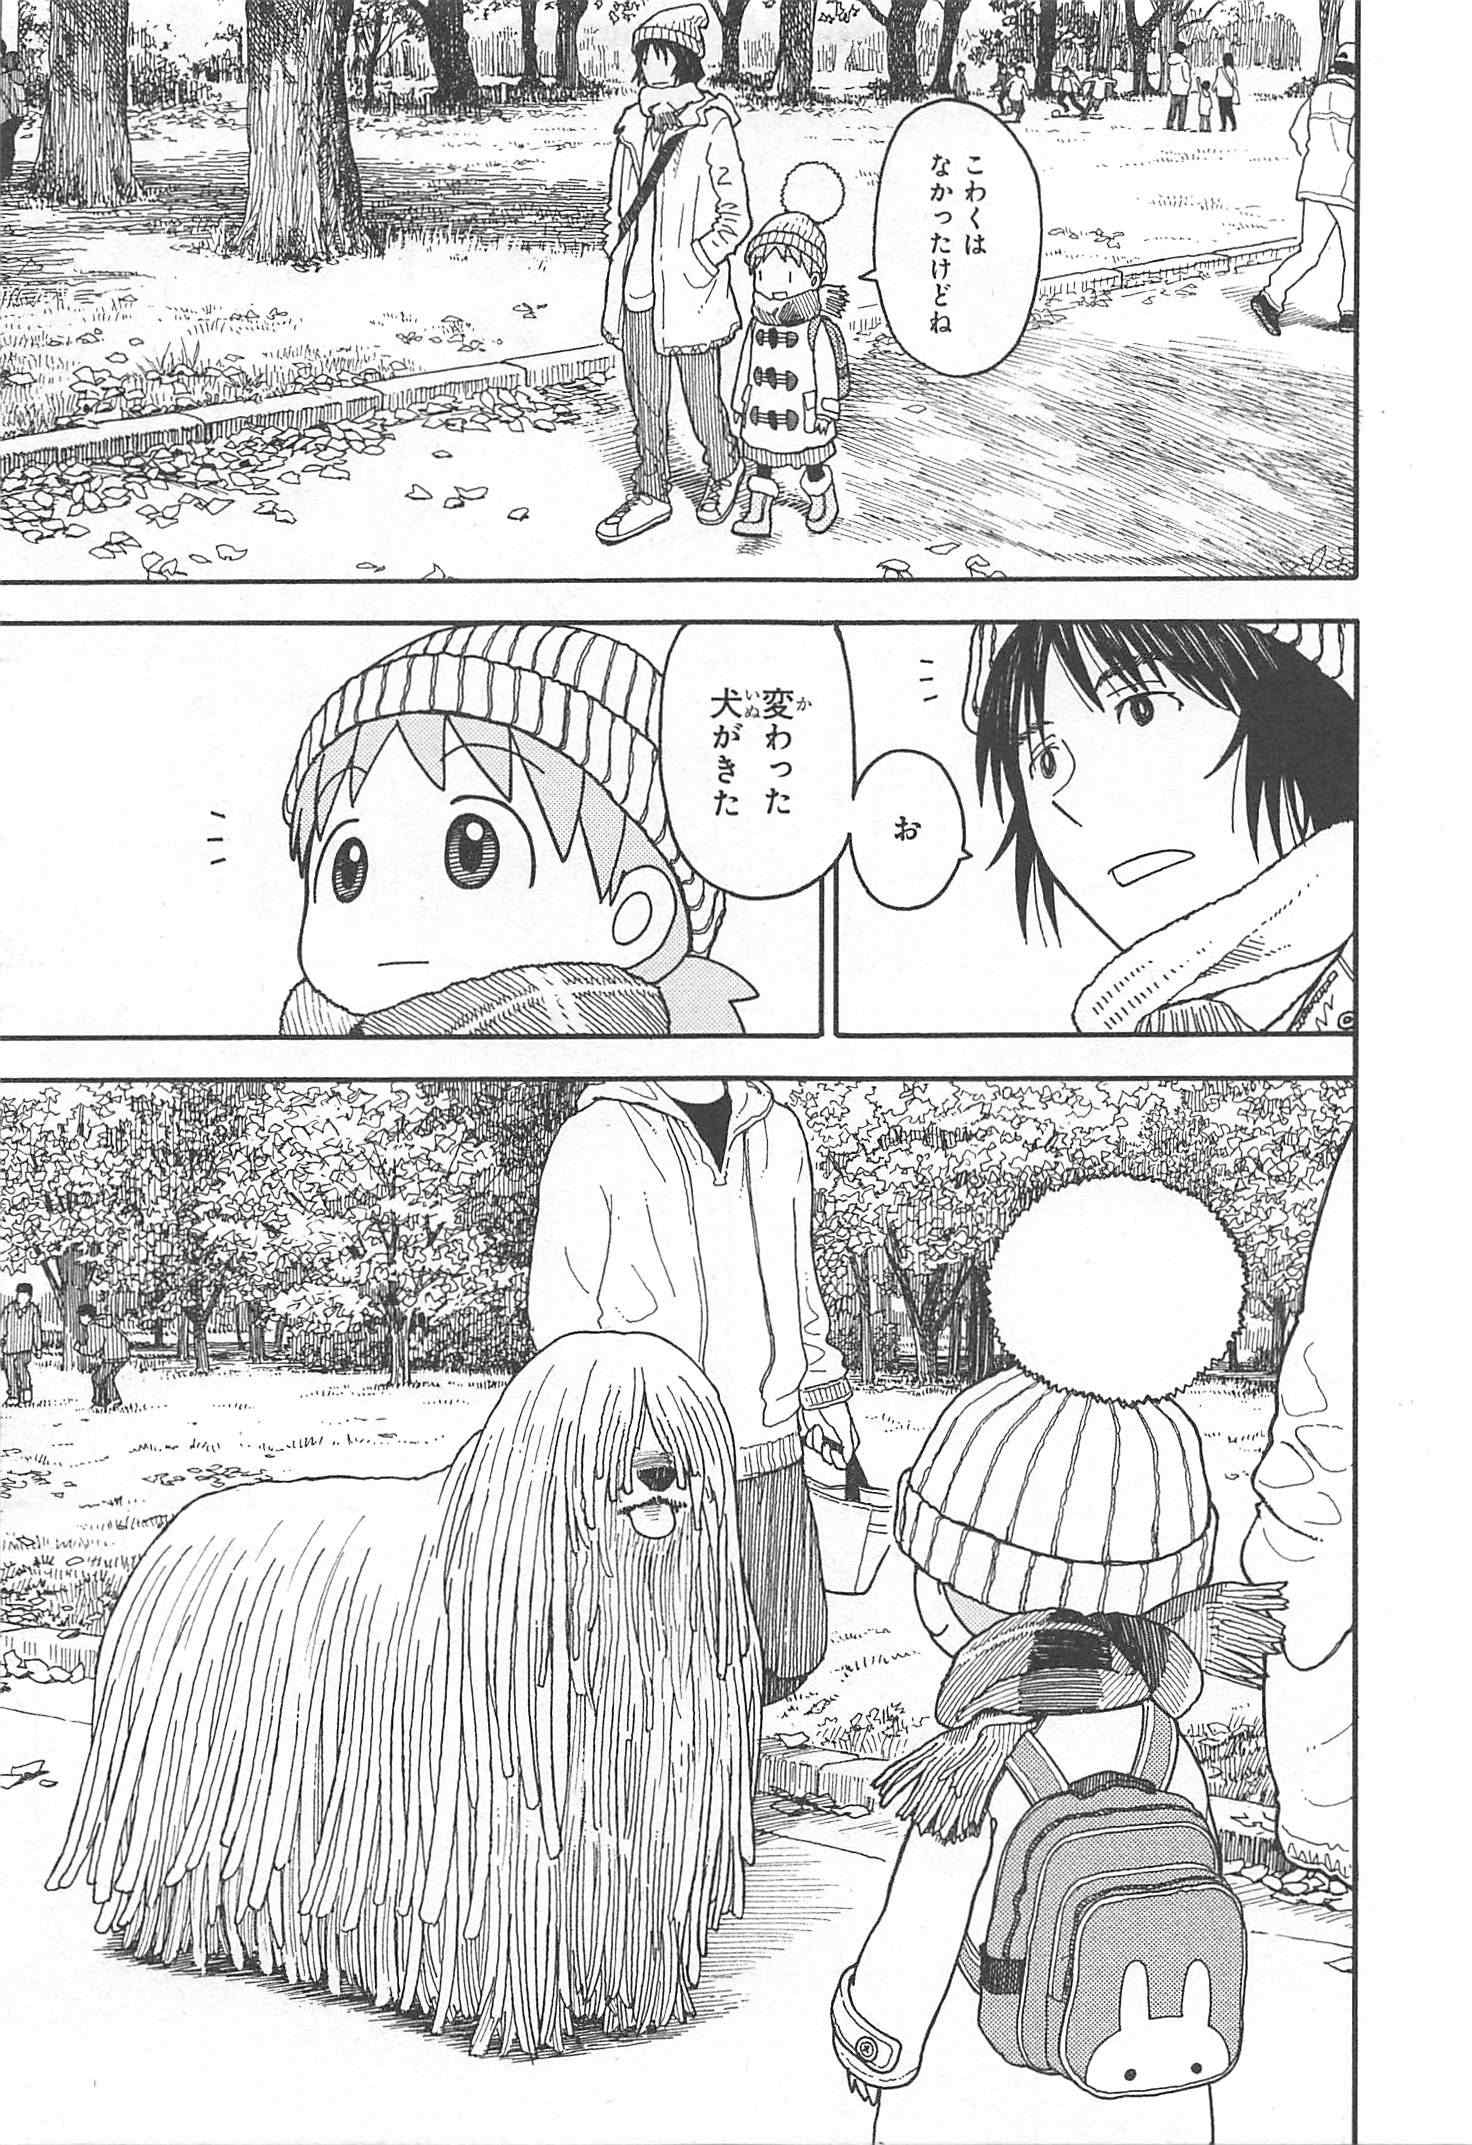 こわくは
なかったけどね
お
変わった
犬がきた